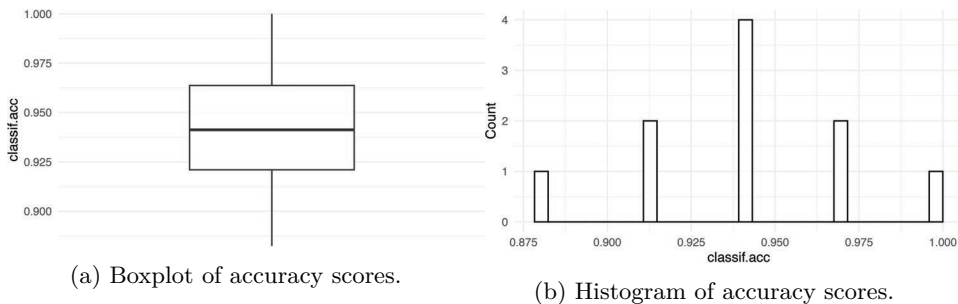 1.000
0.975
0.950
0.925
0.900
classif.acc
(a) Boxplot of accuracy scores.
4
3
2
1
0
Count
0.875 0.900 0.925 0.950 0.975 1.000
classif.acc
(b) Histogram of accuracy scores.